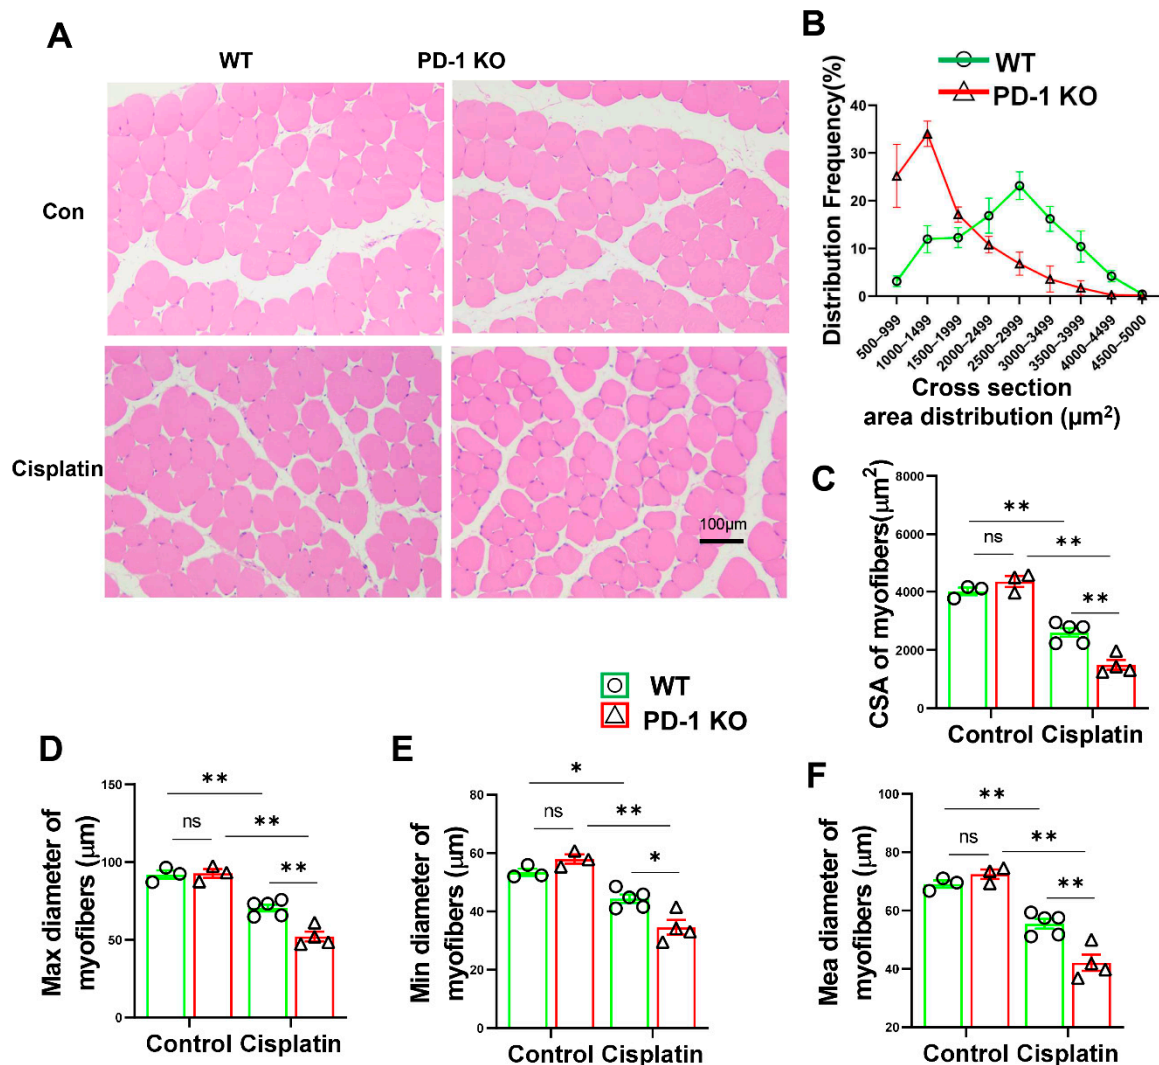 A
WT
PD-1 KO
Con
Cisplatin
100μm
B
WT
PD-1 KO
Distribution Frequency(%)
40
30
20
10
0
500–999
1000–1499
1500–1999
2000–2499
2500–2999
3000–3499
3500–3999
4000–4499
4500–5000
Cross section
area distribution (μm²)
C
CSA of myofibers(μm²)
8000
6000
4000
2000
0
**
ns
**
**
Control Cisplatin
WT
PD-1 KO
D
Max diameter of
myofibers (μm)
150
100
50
0
**
ns
**
**
Control Cisplatin
E
Min diameter of
myofibers (μm)
80
60
40
20
0
*
ns
**
*
Control Cisplatin
F
Mea diameter of
myofibers (μm)
100
80
60
40
20
**
ns
**
**
Control Cisplatin